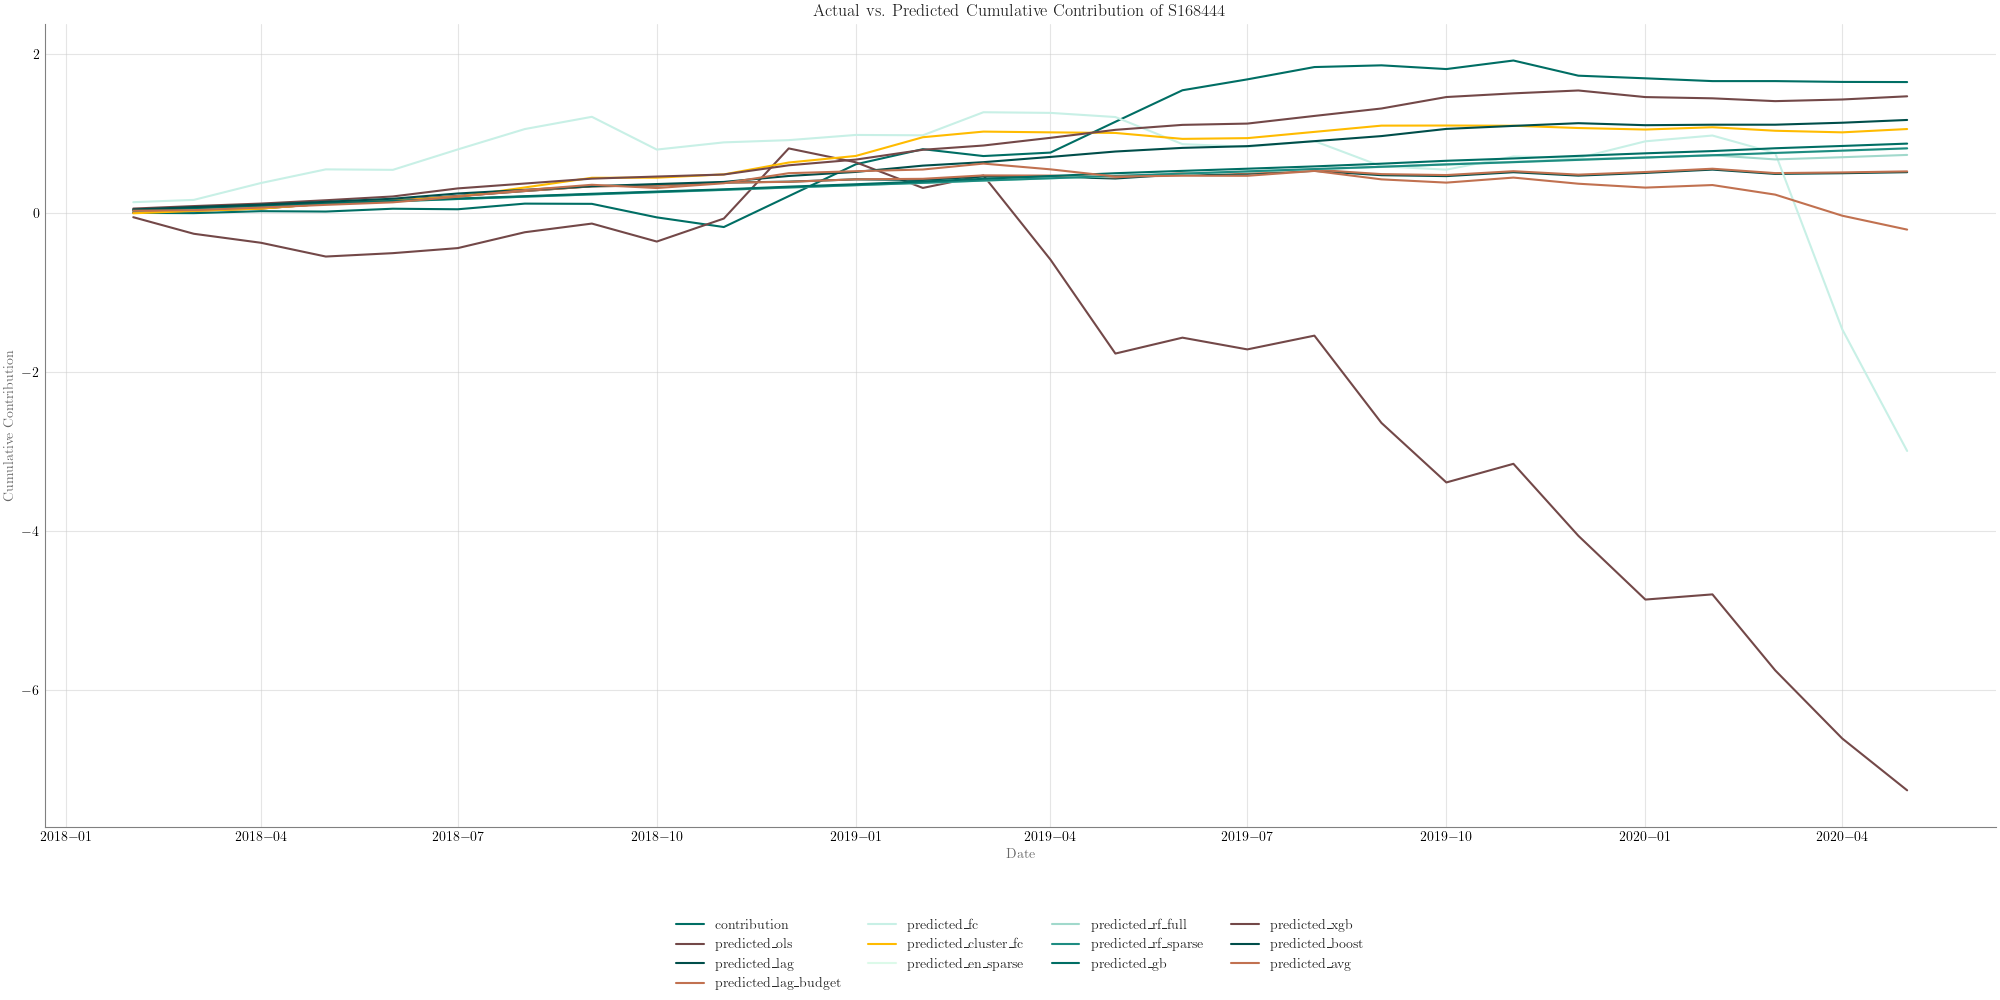 Actual vs. Predicted Cumulative Contribution of S168444
Cumulative Contribution
2
0
−2
−4
−6
2018−01 2018−04 2018−07 2018−10 2019−01 2019−04 2019−07 2019−10 2020−01 2020−04
Date
contribution predicted_fc predicted_rf_full predicted_xgb
predicted_ols predicted_cluster_fc predicted_rf_sparse predicted_boost
predicted_lag predicted_en_sparse predicted_gb predicted_avg
predicted_lag_budget